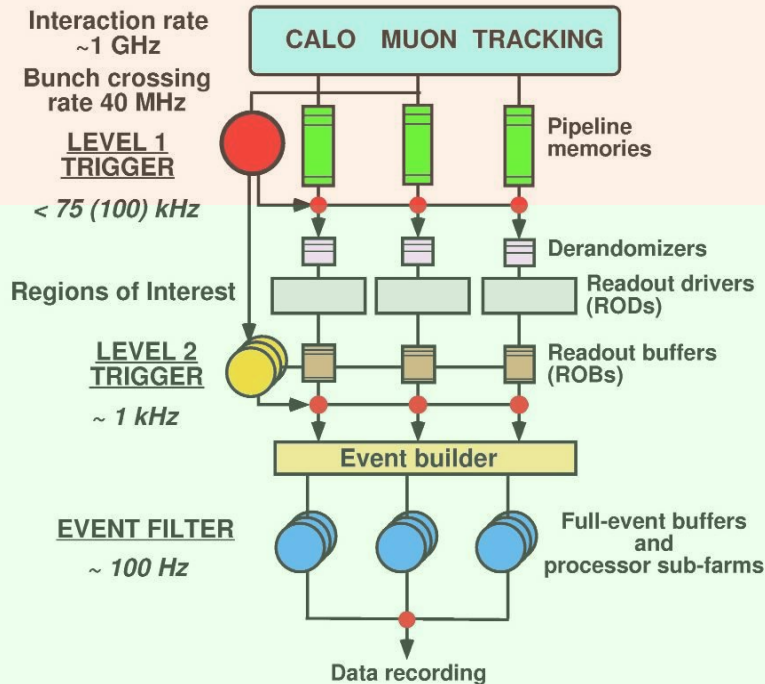 Interaction rate
~1 GHz
CALO MUON TRACKING
Bunch crossing
rate 40 MHz
LEVEL 1
TRIGGER
Pipeline
memories
< 75 (100) kHz
Derandomizers
Regions of Interest
Readout drivers
(RODs)
LEVEL 2
TRIGGER
Readout buffers
(ROBs)
~ 1 kHz
Event builder
EVENT FILTER
~ 100 Hz
Full-event buffers
and
processor sub-farms
Data recording